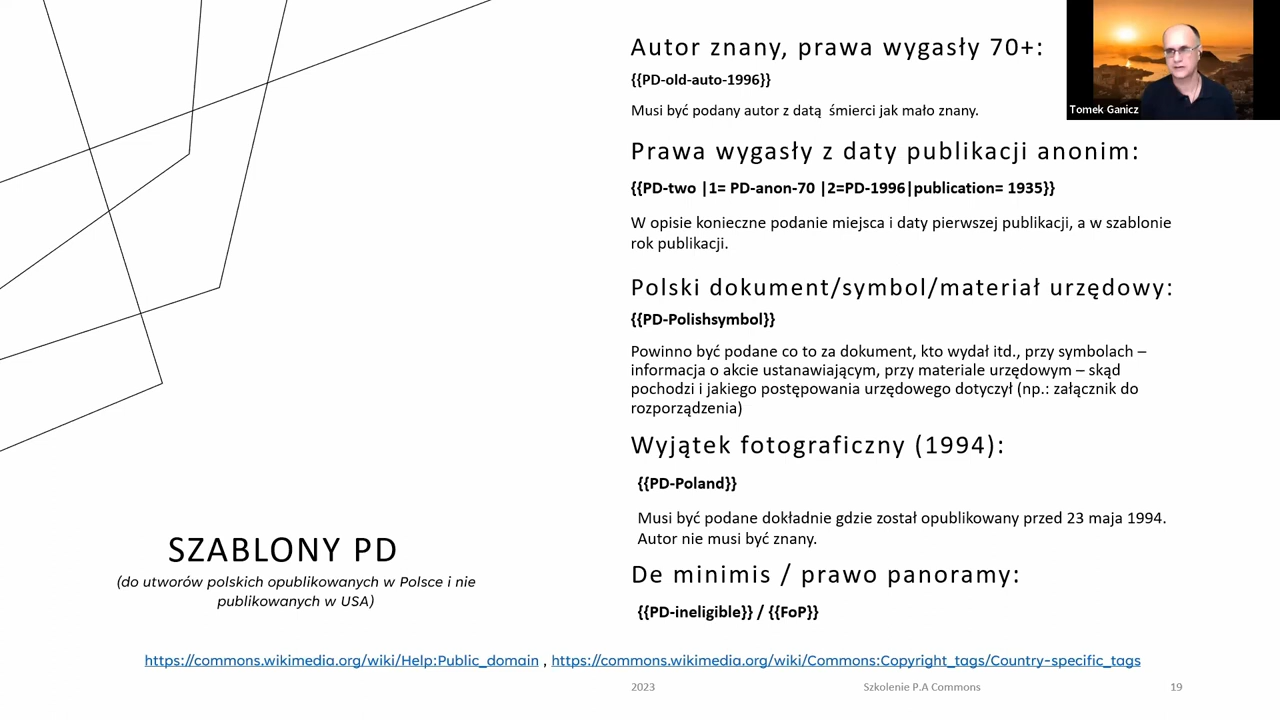 Autor znany, prawa wygasły 70+:
{{PD-old-auto-1996}}
Musi być podany autor z datą  śmierci jak mało znany.
Tomek Ganicz
Prawa wygasły z daty publikacji anonim:
{{PD-two |1= PD-anon-70 |2=PD-1996|publication= 1935}}
W opisie konieczne podanie miejsca i daty pierwszej publikacji, a w szablonie
rok publikacji.
Polski dokument/symbol/materiał urzędowy:
{{PD-Polishsymbol}}
Powinno być podane co to za dokument, kto wydał itd., przy symbolach –
informacja o akcie ustanawiającym, przy materiale urzędowym – skąd
pochodzi i jakiego postępowania urzędowego dotyczył (np.: załącznik do
rozporządzenia)
Wyjątek fotograficzny (1994):
{{PD-Poland}}
Musi być podane dokładnie gdzie został opublikowany przed 23 maja 1994.
Autor nie musi być znany.
De minimis / prawo panoramy:
{{PD-ineligible}} / {{FoP}}
SZABLONY PD
(do utworów polskich opublikowanych w Polsce i nie
publikowanych w USA)
https://commons.wikimedia.org/wiki/Help:Public_domain , https://commons.wikimedia.org/wiki/Commons:Copyright_tags/Country-specific_tags
2023 Szkolenie P.A Commons 19